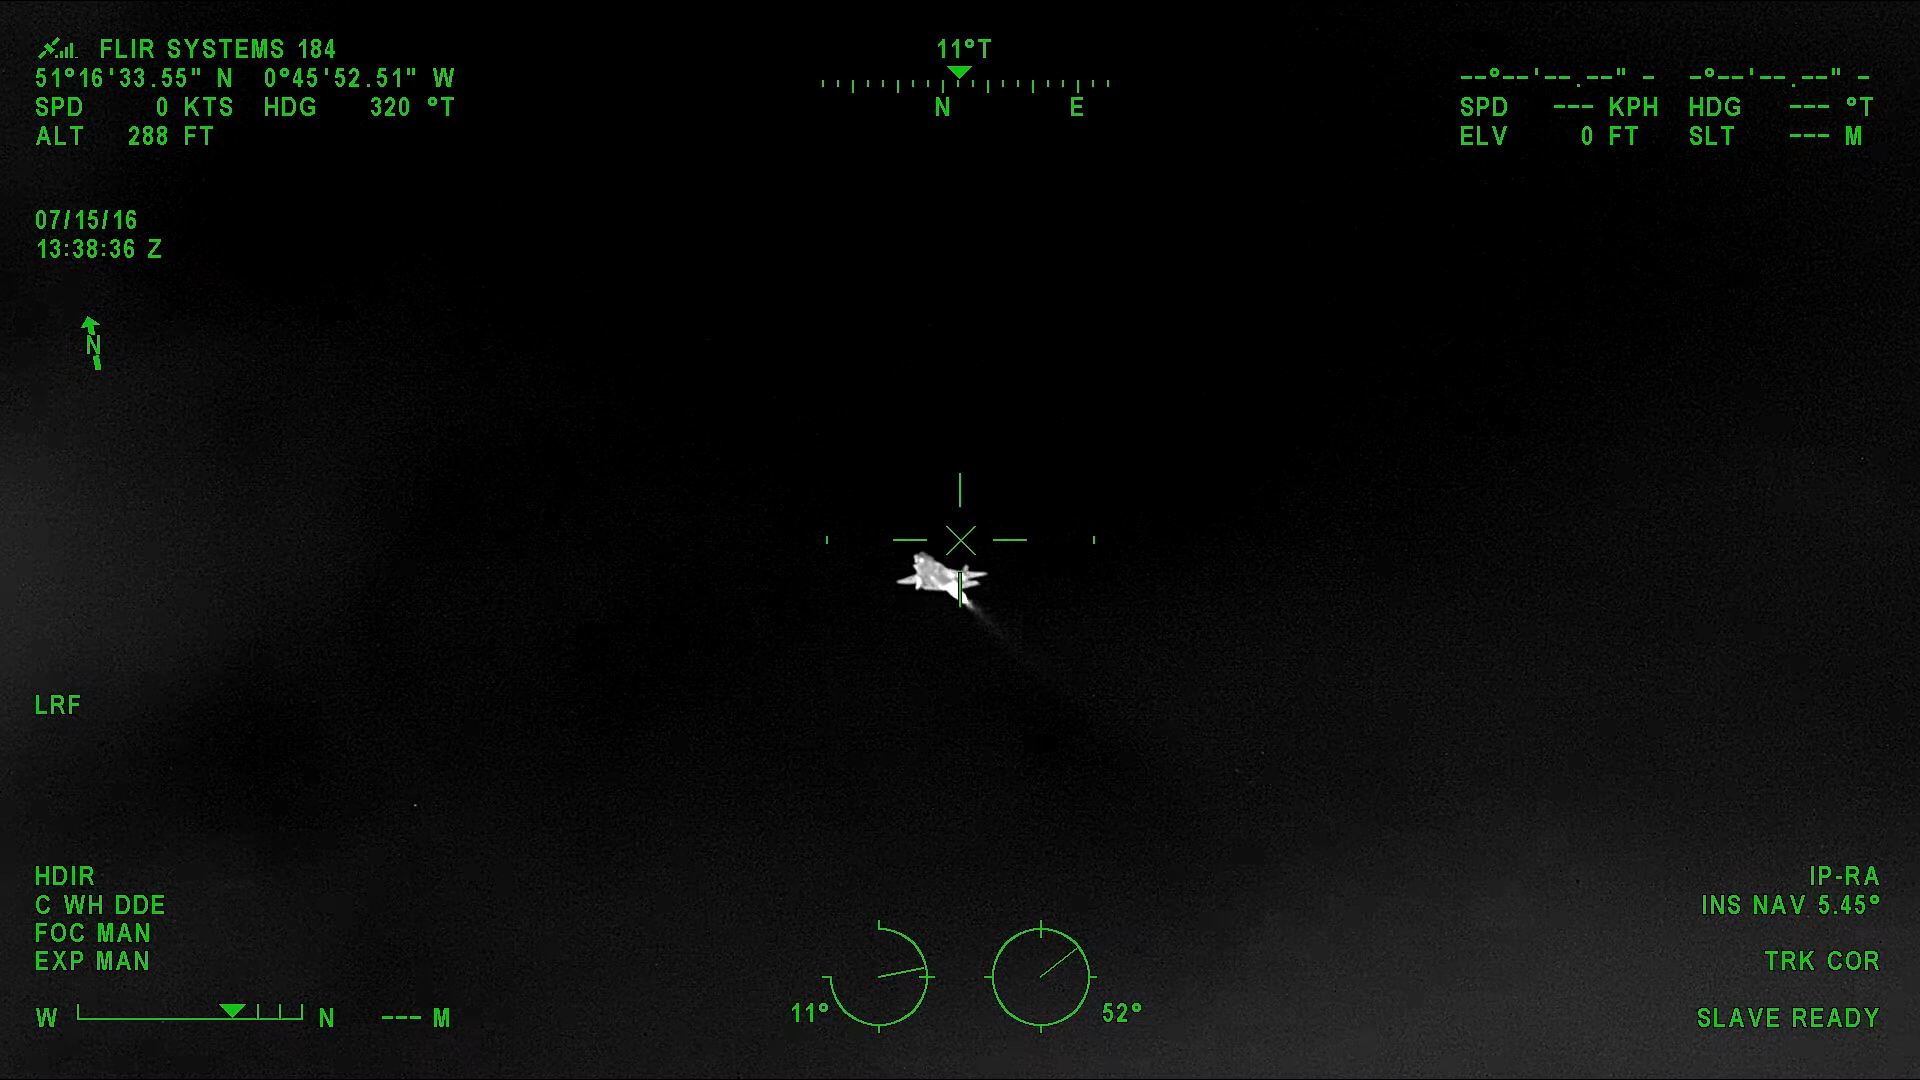 FLIR SYSTEMS 184
51°16'33.55" N 0°45'52.51" W
SPD 0 KTS HDG 320 °T
ALT 288 FT
07/15/16
13:38:36 Z
N
11°T
N E
--°--'--.--" - -°--'--.--" -
SPD --- KPH HDG --- °T
ELV 0 FT SLT --- M
LRF
HDIR
C WH DDE
FOC MAN
EXP MAN
W N --- M
11° 52°
IP-RA
INS NAV 5.45°
TRK COR
SLAVE READY